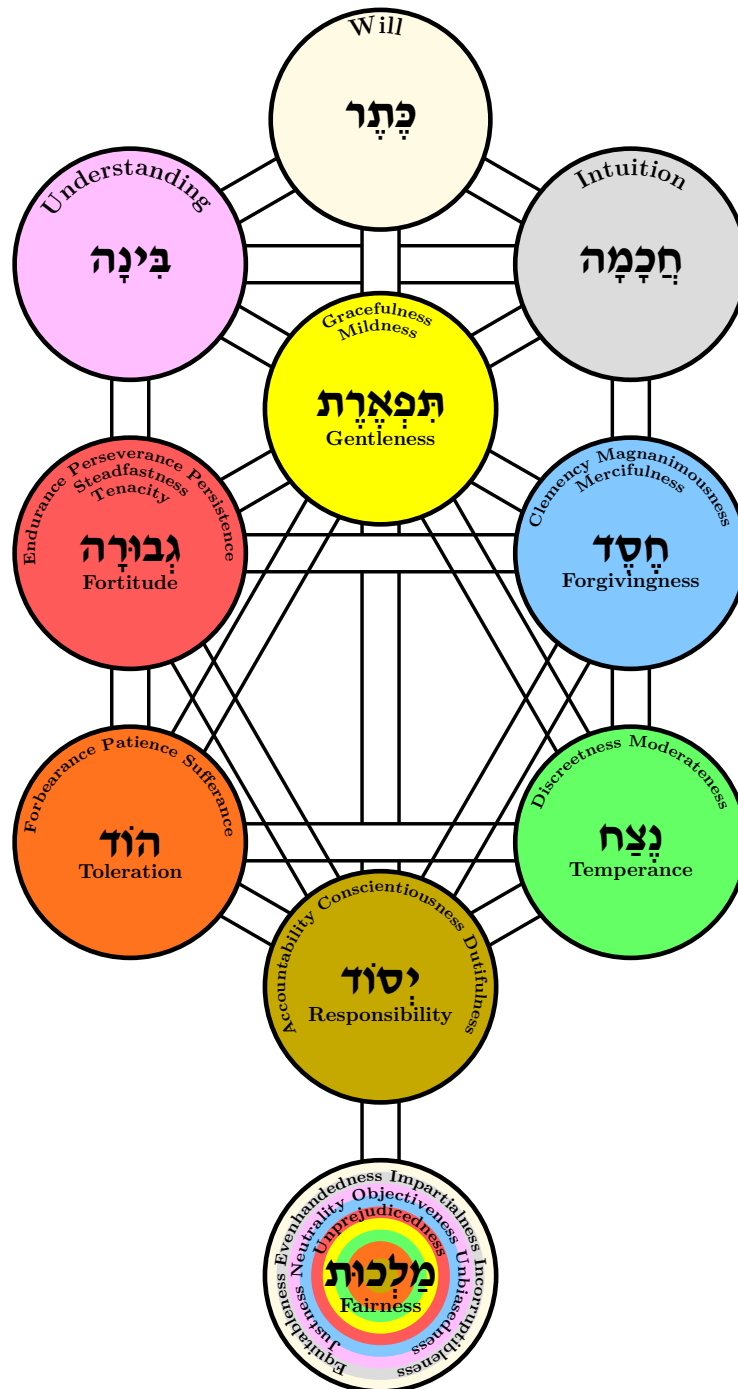 Will
כֶּתֶר
Understanding
בִּינָה
Intuition
חֲכָמָה
Gracefulness
Mildness
תִּפְאֶרֶת
Gentleness
Endurance Perseverance Persistence
Steadfastness
Tenacity
גְבוּרָה
Fortitude
Clemency Magnanimousness
Mercifulness
חֶסֶד
Forgivingness
Forbearance Patience Sufferance
הוֹד
Toleration
Discreetness Moderateness
נֶצַח
Temperance
Accountability Conscientiousness Dutifulness
יְסוֹד
Responsibility
Equitableness Evenhandedness Impartialness Incorruptibleness
Justness Neutrality Objectiveness Unbiasedness
Unprejudicedness
מַלְכוּת
Fairness